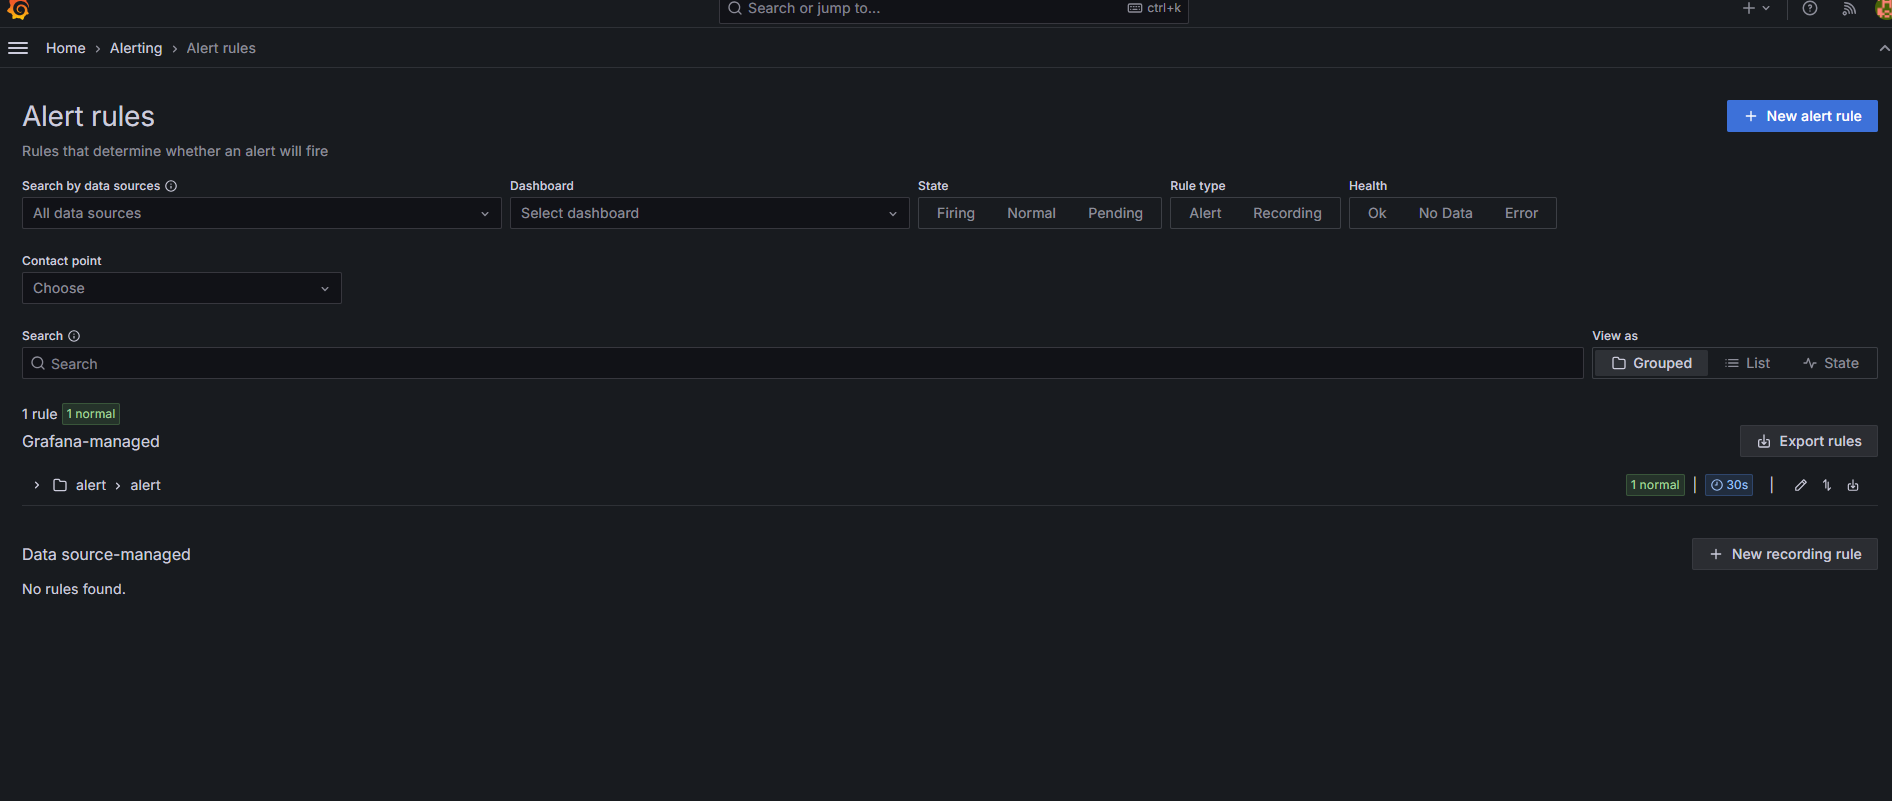 Search or jump to... ctrl+k
Home > Alerting > Alert rules
Alert rules
New alert rule
Rules that determine whether an alert will fire
Search by data sources
All data sources
Dashboard
Select dashboard
State
Firing Normal Pending
Rule type
Alert Recording
Health
Ok No Data Error
Contact point
Choose
Search
Search
View as
Grouped List State
1 rule 1 normal
Grafana-managed
Export rules
alert > alert
1 normal 30s
Data source-managed
New recording rule
No rules found.